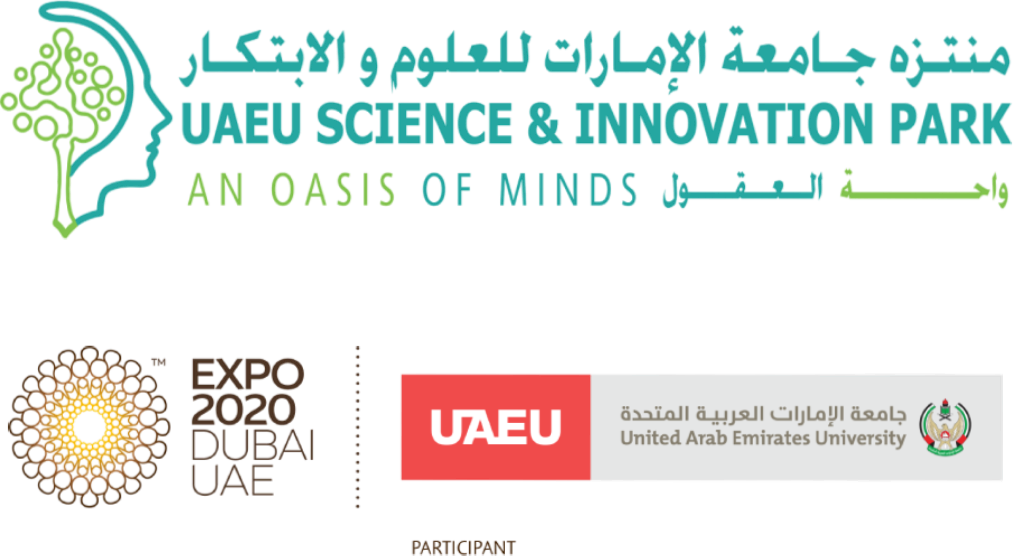 منتزه جامعة الإمارات للعلوم و الابتكار
UAEU SCIENCE & INNOVATION PARK
AN OASIS OF MINDS واحة العقول
EXPO
2020
DUBAI
UAE
TM
UAEU
جامعة الإمارات العربية المتحدة
United Arab Emirates University
PARTICIPANT